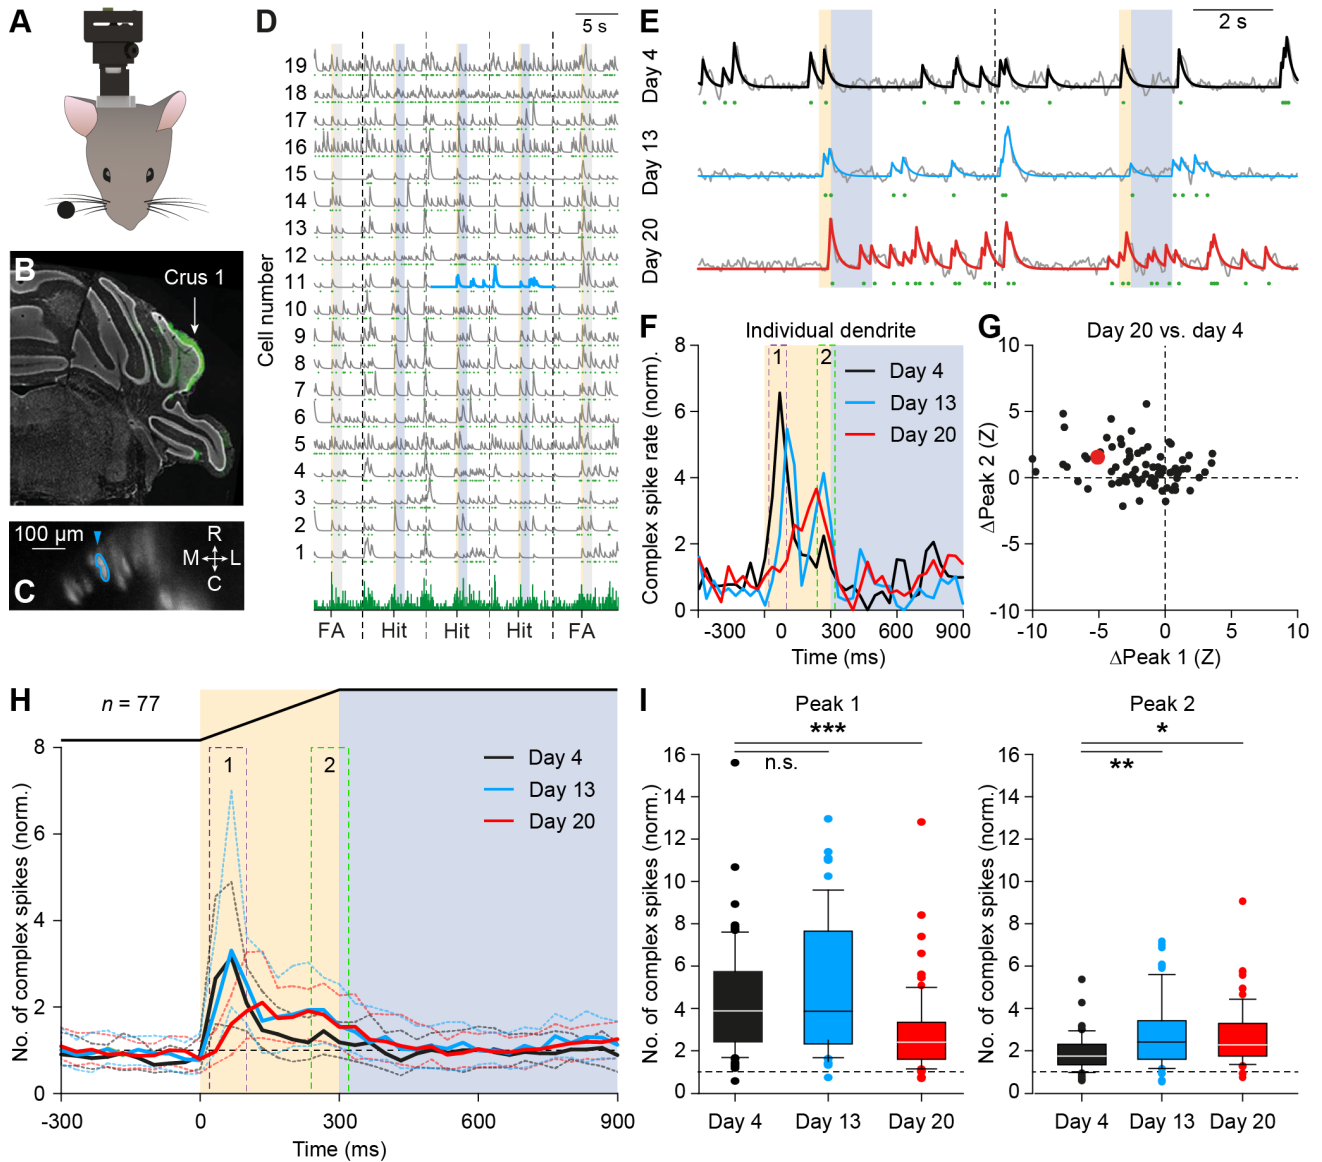 A
B
Crus 1
100 µm
R
M L
C
C
D
5 s
Cell number
19
18
17
16
15
14
13
12
11
10
9
8
7
6
5
4
3
2
1
FA Hit Hit Hit FA
E
2 s
Day 4
Day 13
Day 20
F
Individual dendrite
Complex spike rate (norm.)
8
6
4
2
0
1 2
Day 4
Day 13
Day 20
-300 0 300 600 900
Time (ms)
G
Day 20 vs. day 4
ΔPeak 2 (Z)
10
5
0
-5
-10
-10 -5 0 5 10
ΔPeak 1 (Z)
H
n = 77
No. of complex spikes (norm.)
8
6
4
2
0
1 2
Day 4
Day 13
Day 20
-300 0 300 600 900
Time (ms)
I
Peak 1
***
n.s.
No. of complex spikes (norm.)
16
14
12
10
8
6
4
2
0
Day 4 Day 13 Day 20
Peak 2
*
**
No. of complex spikes (norm.)
16
14
12
10
8
6
4
2
0
Day 4 Day 13 Day 20